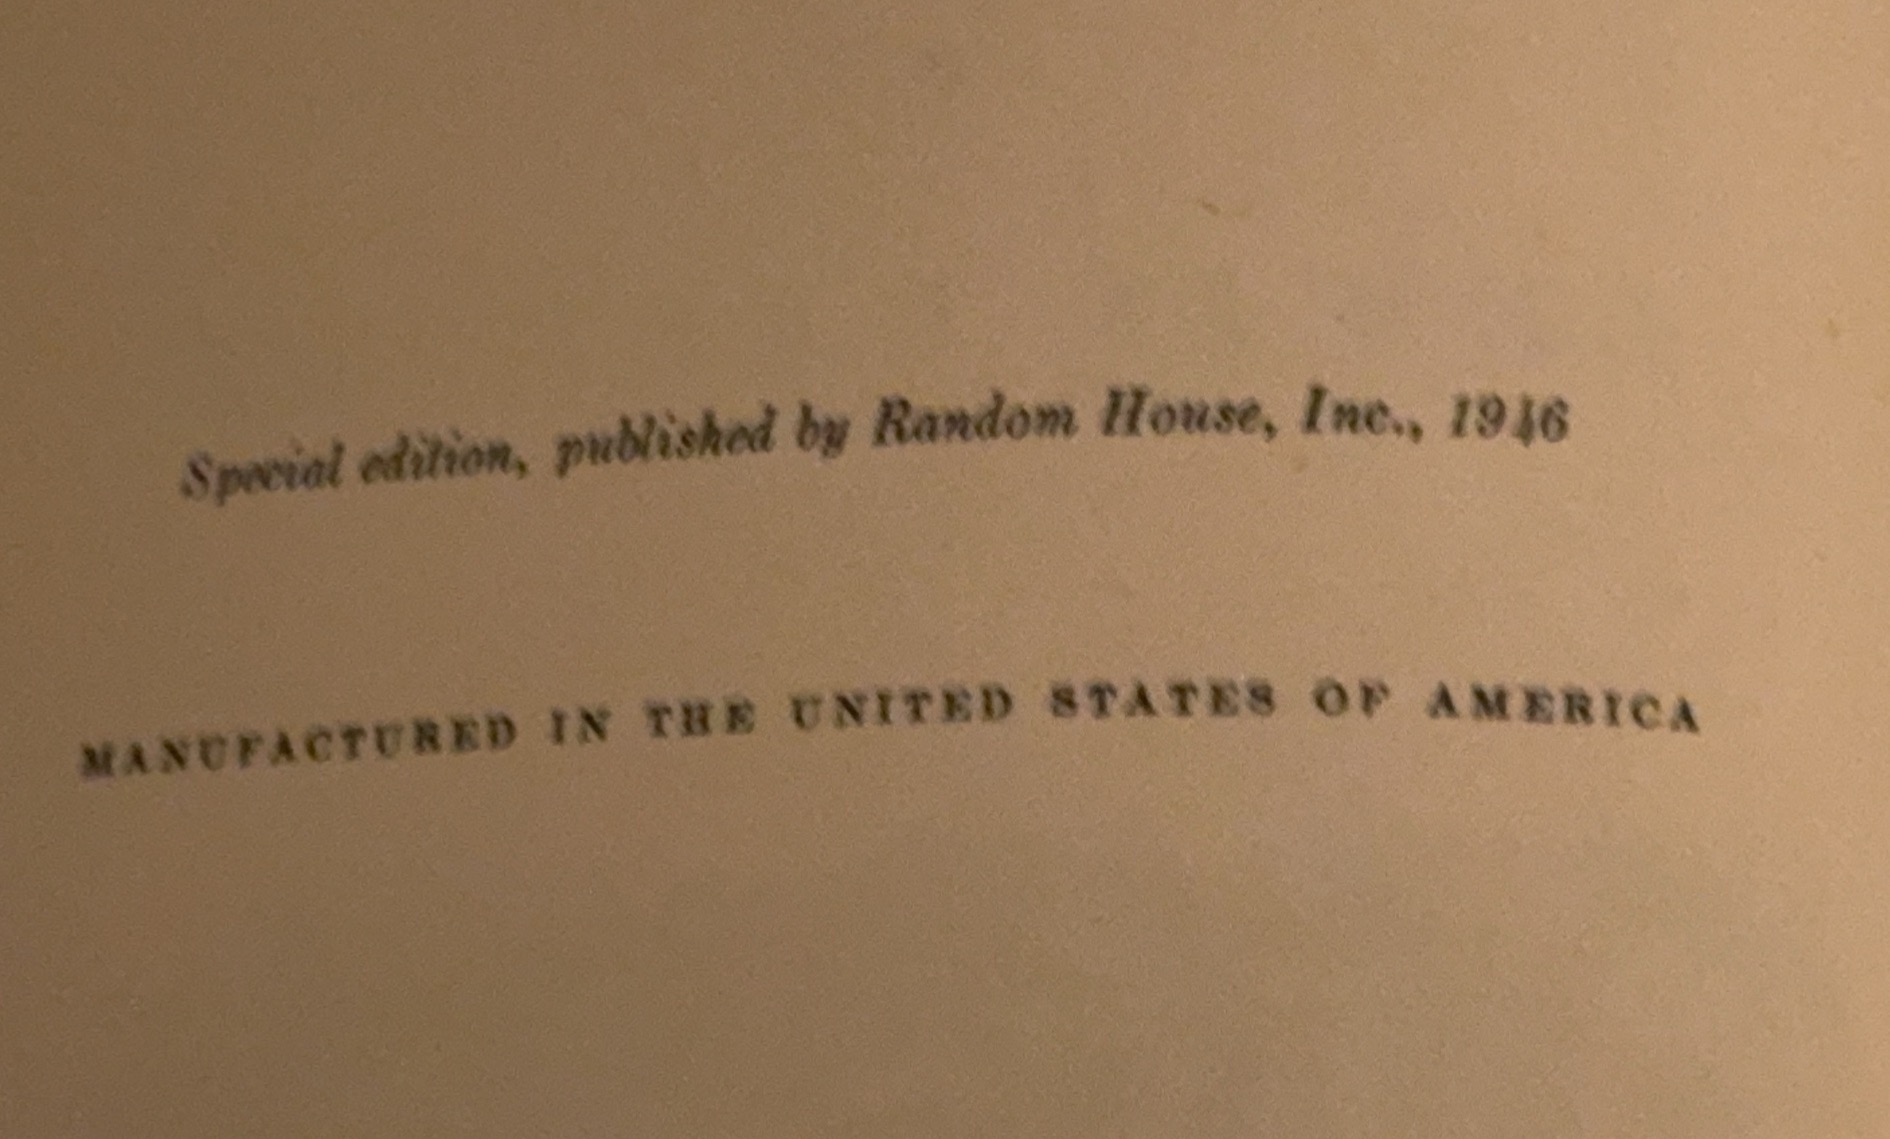 Special edition, published by Random House, Inc., 1946
MANUFACTURED IN THE UNITED STATES OF AMERICA